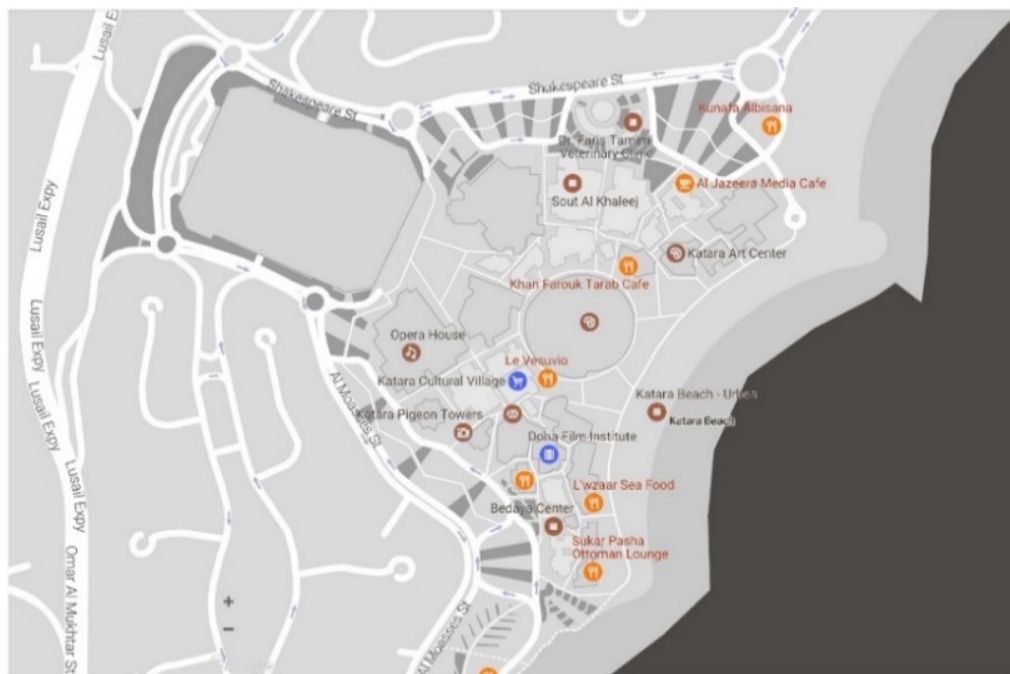 Lusail Expy
Shakespeare St
Shakespeare St
Kunafa Albisana
Dr. Faris Tamim
Veterinary Clinic
Al Jazeera Media Cafe
Sout Al Khaleej
Lusail Expy
Katara Art Center
Khan Farouk Tarab Cafe
Lusail Expy
Opera House
Le Vesuvio
Katara Cultural Village
Al Moasses St
Katara Beach - Urban
Katara Beach
Lusail Expy
Katara Pigeon Towers
Doha Film Institute
Lusail Expy
L'wzaar Sea Food
Bedaya Center
Sukar Pasha
Ottoman Lounge
Omar Al Mukhtar St
+
−
Al Moasses St